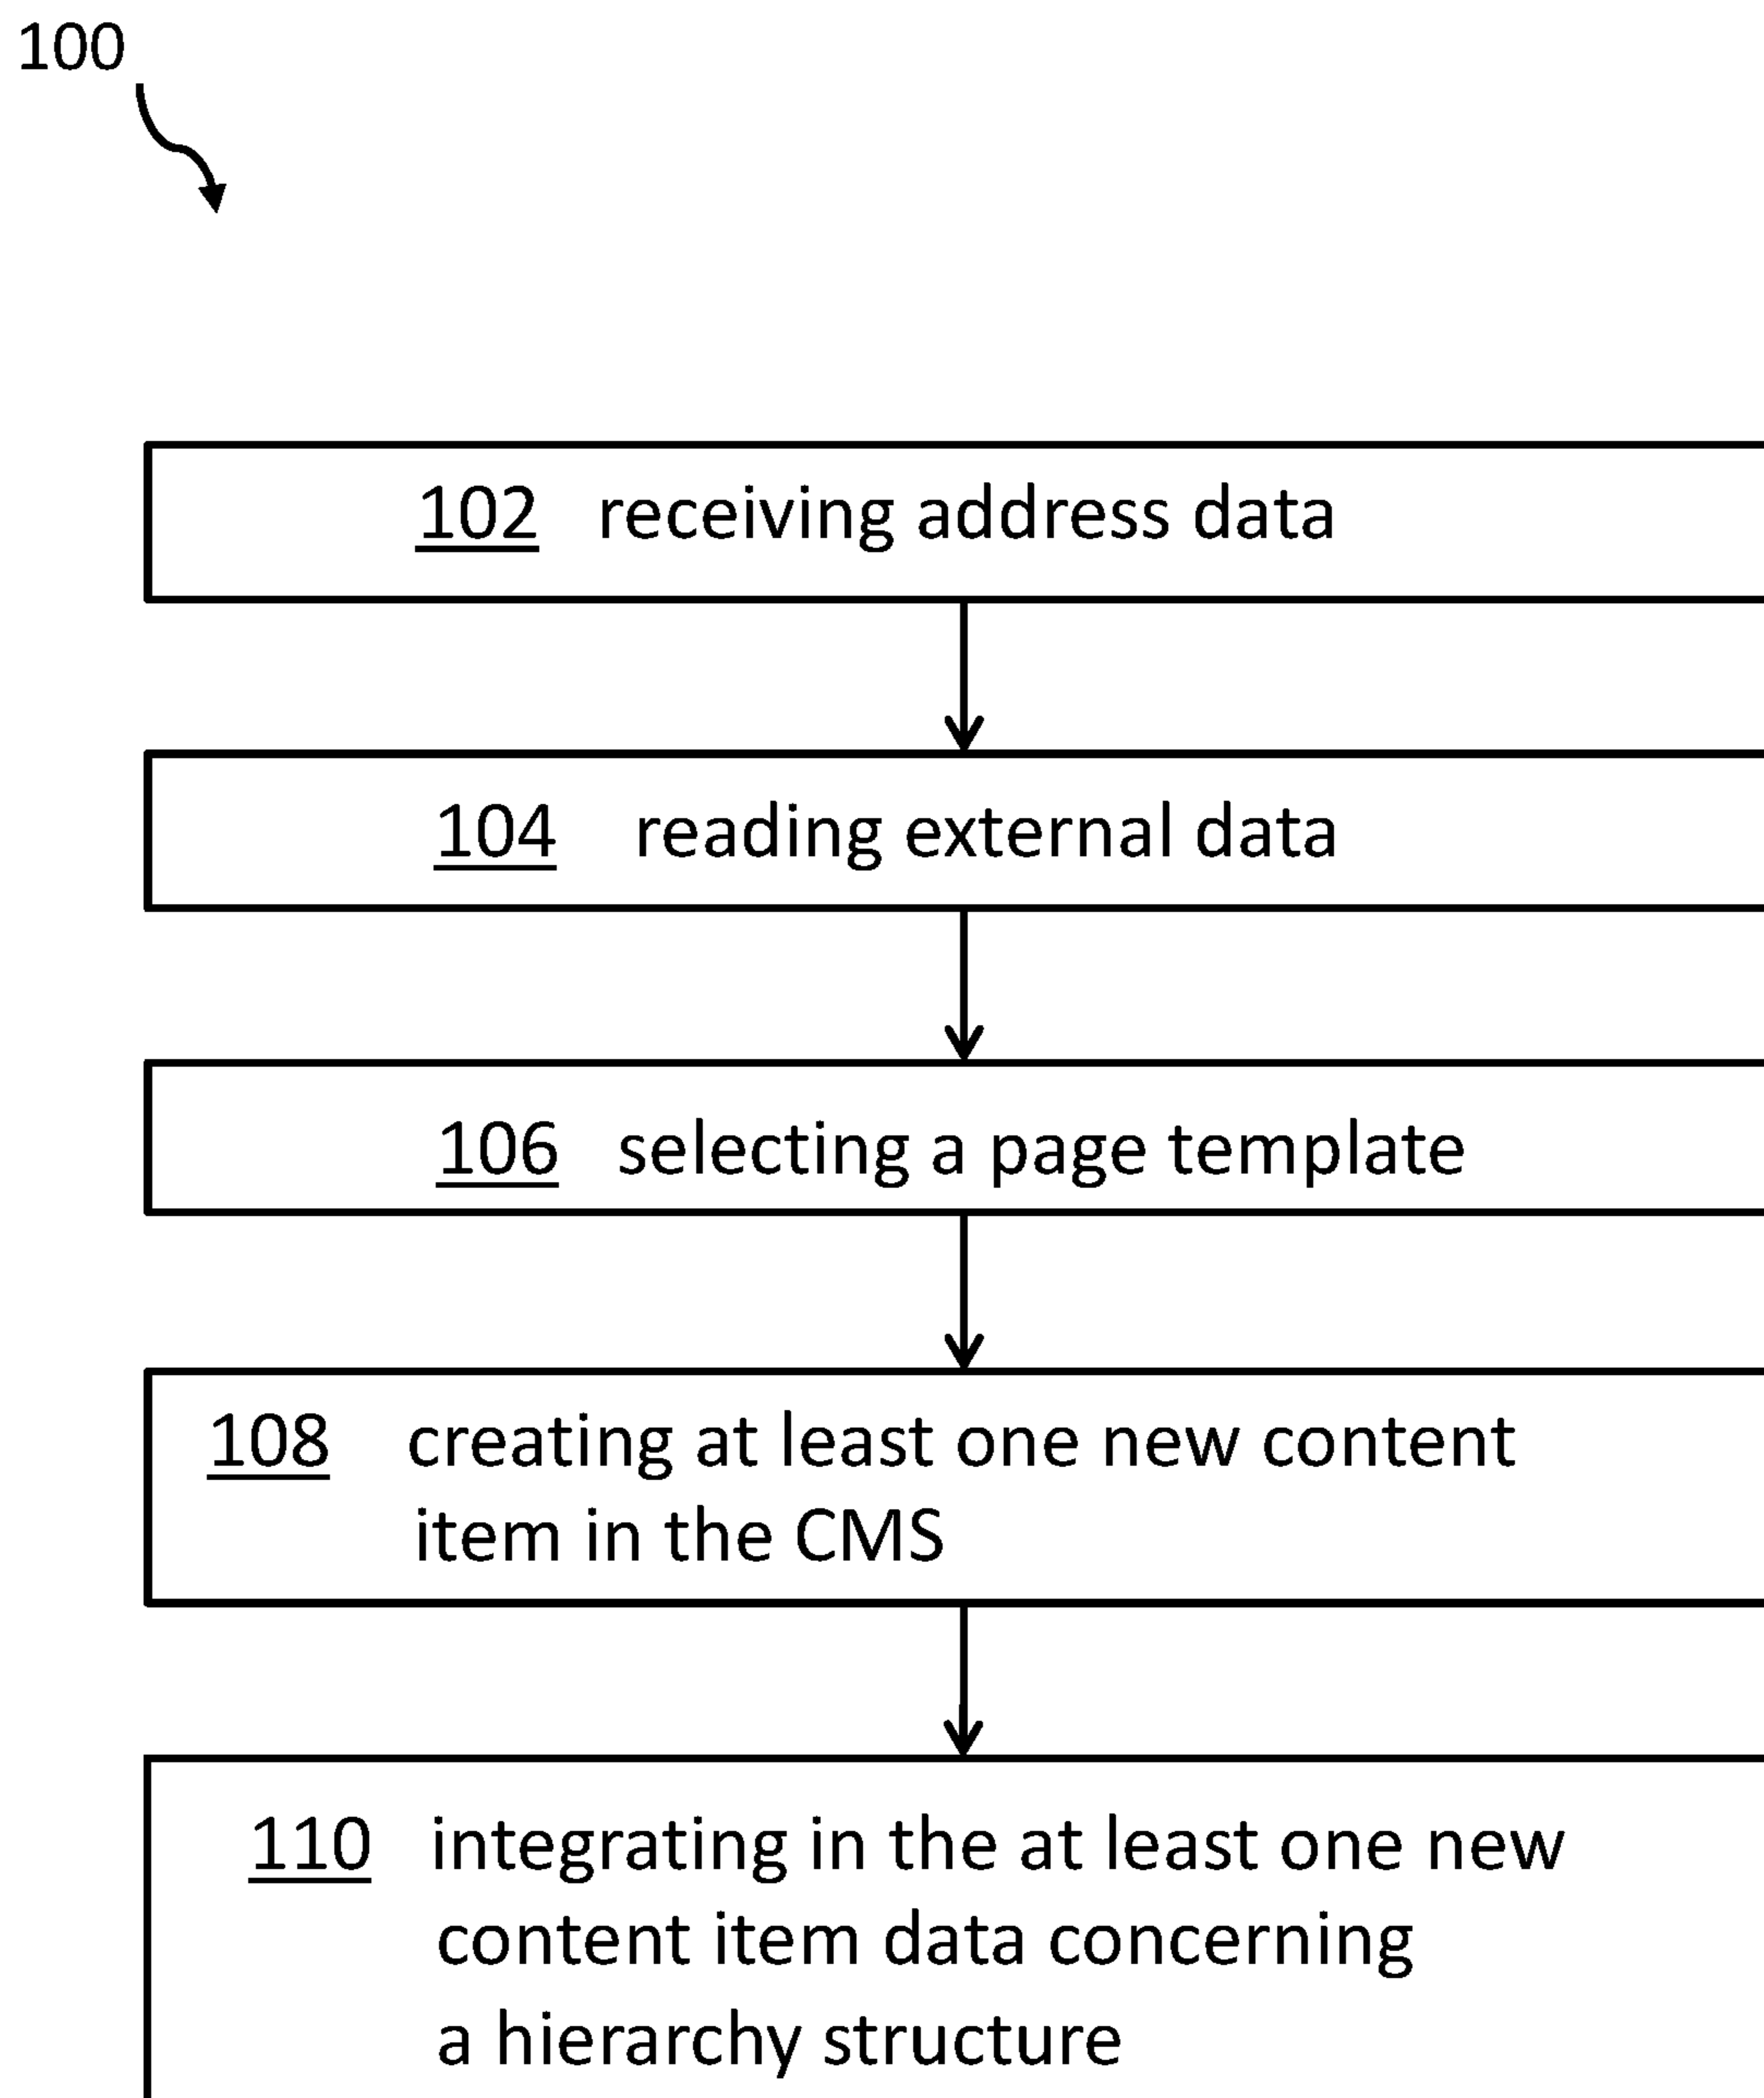 100
102 receiving address data
104 reading external data
106 selecting a page template
108 creating at least one new content
item in the CMS
110 integrating in the at least one new
content item data concerning
a hierarchy structure